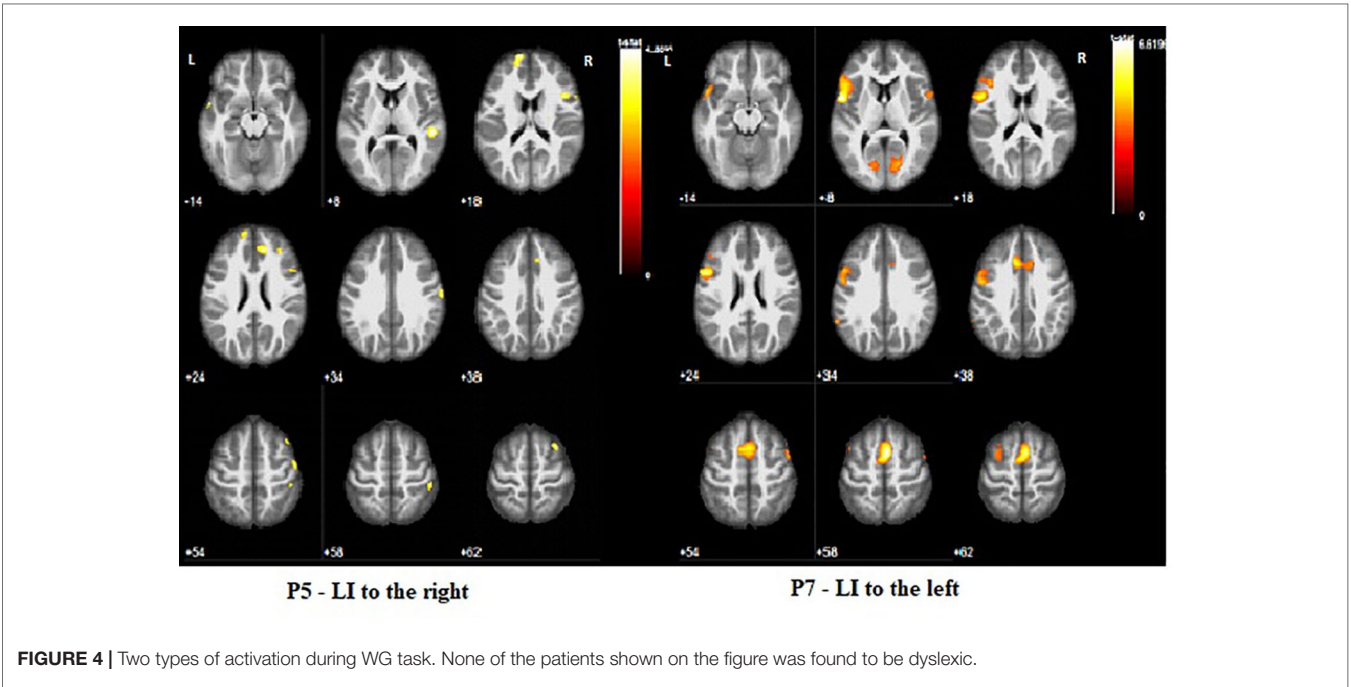 L R L R
6.6195
-14 +8 +18 -14 +8 +18
0
0
+24 +34 +38 +24 +34 +38
+54 +58 +62 +54 +58 +62
P5 - LI to the right P7 - LI to the left
FIGURE 4 | Two types of activation during WG task. None of the patients shown on the figure was found to be dyslexic.